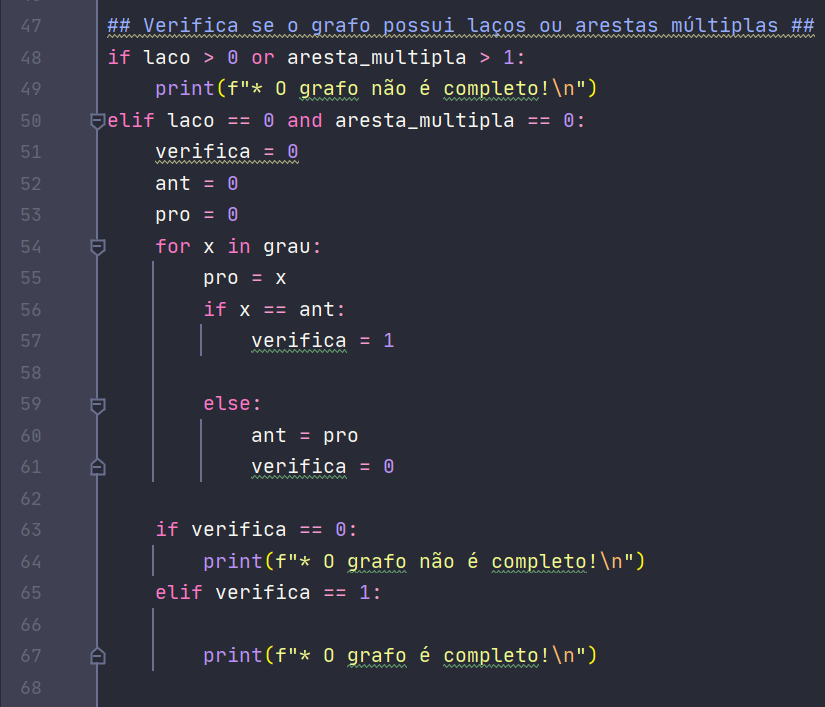 47 ## Verifica se o grafo possui laços ou arestas múltiplas ##
48 if laco > 0 or aresta_multipla > 1:
49     print(f"* O grafo não é completo!\n")
50 elif laco == 0 and aresta_multipla == 0:
51     verifica = 0
52     ant = 0
53     pro = 0
54     for x in grau:
55         pro = x
56         if x == ant:
57             verifica = 1
58
59         else:
60             ant = pro
61             verifica = 0
62
63     if verifica == 0:
64         print(f"* O grafo não é completo!\n")
65     elif verifica == 1:
66
67         print(f"* O grafo é completo!\n")
68